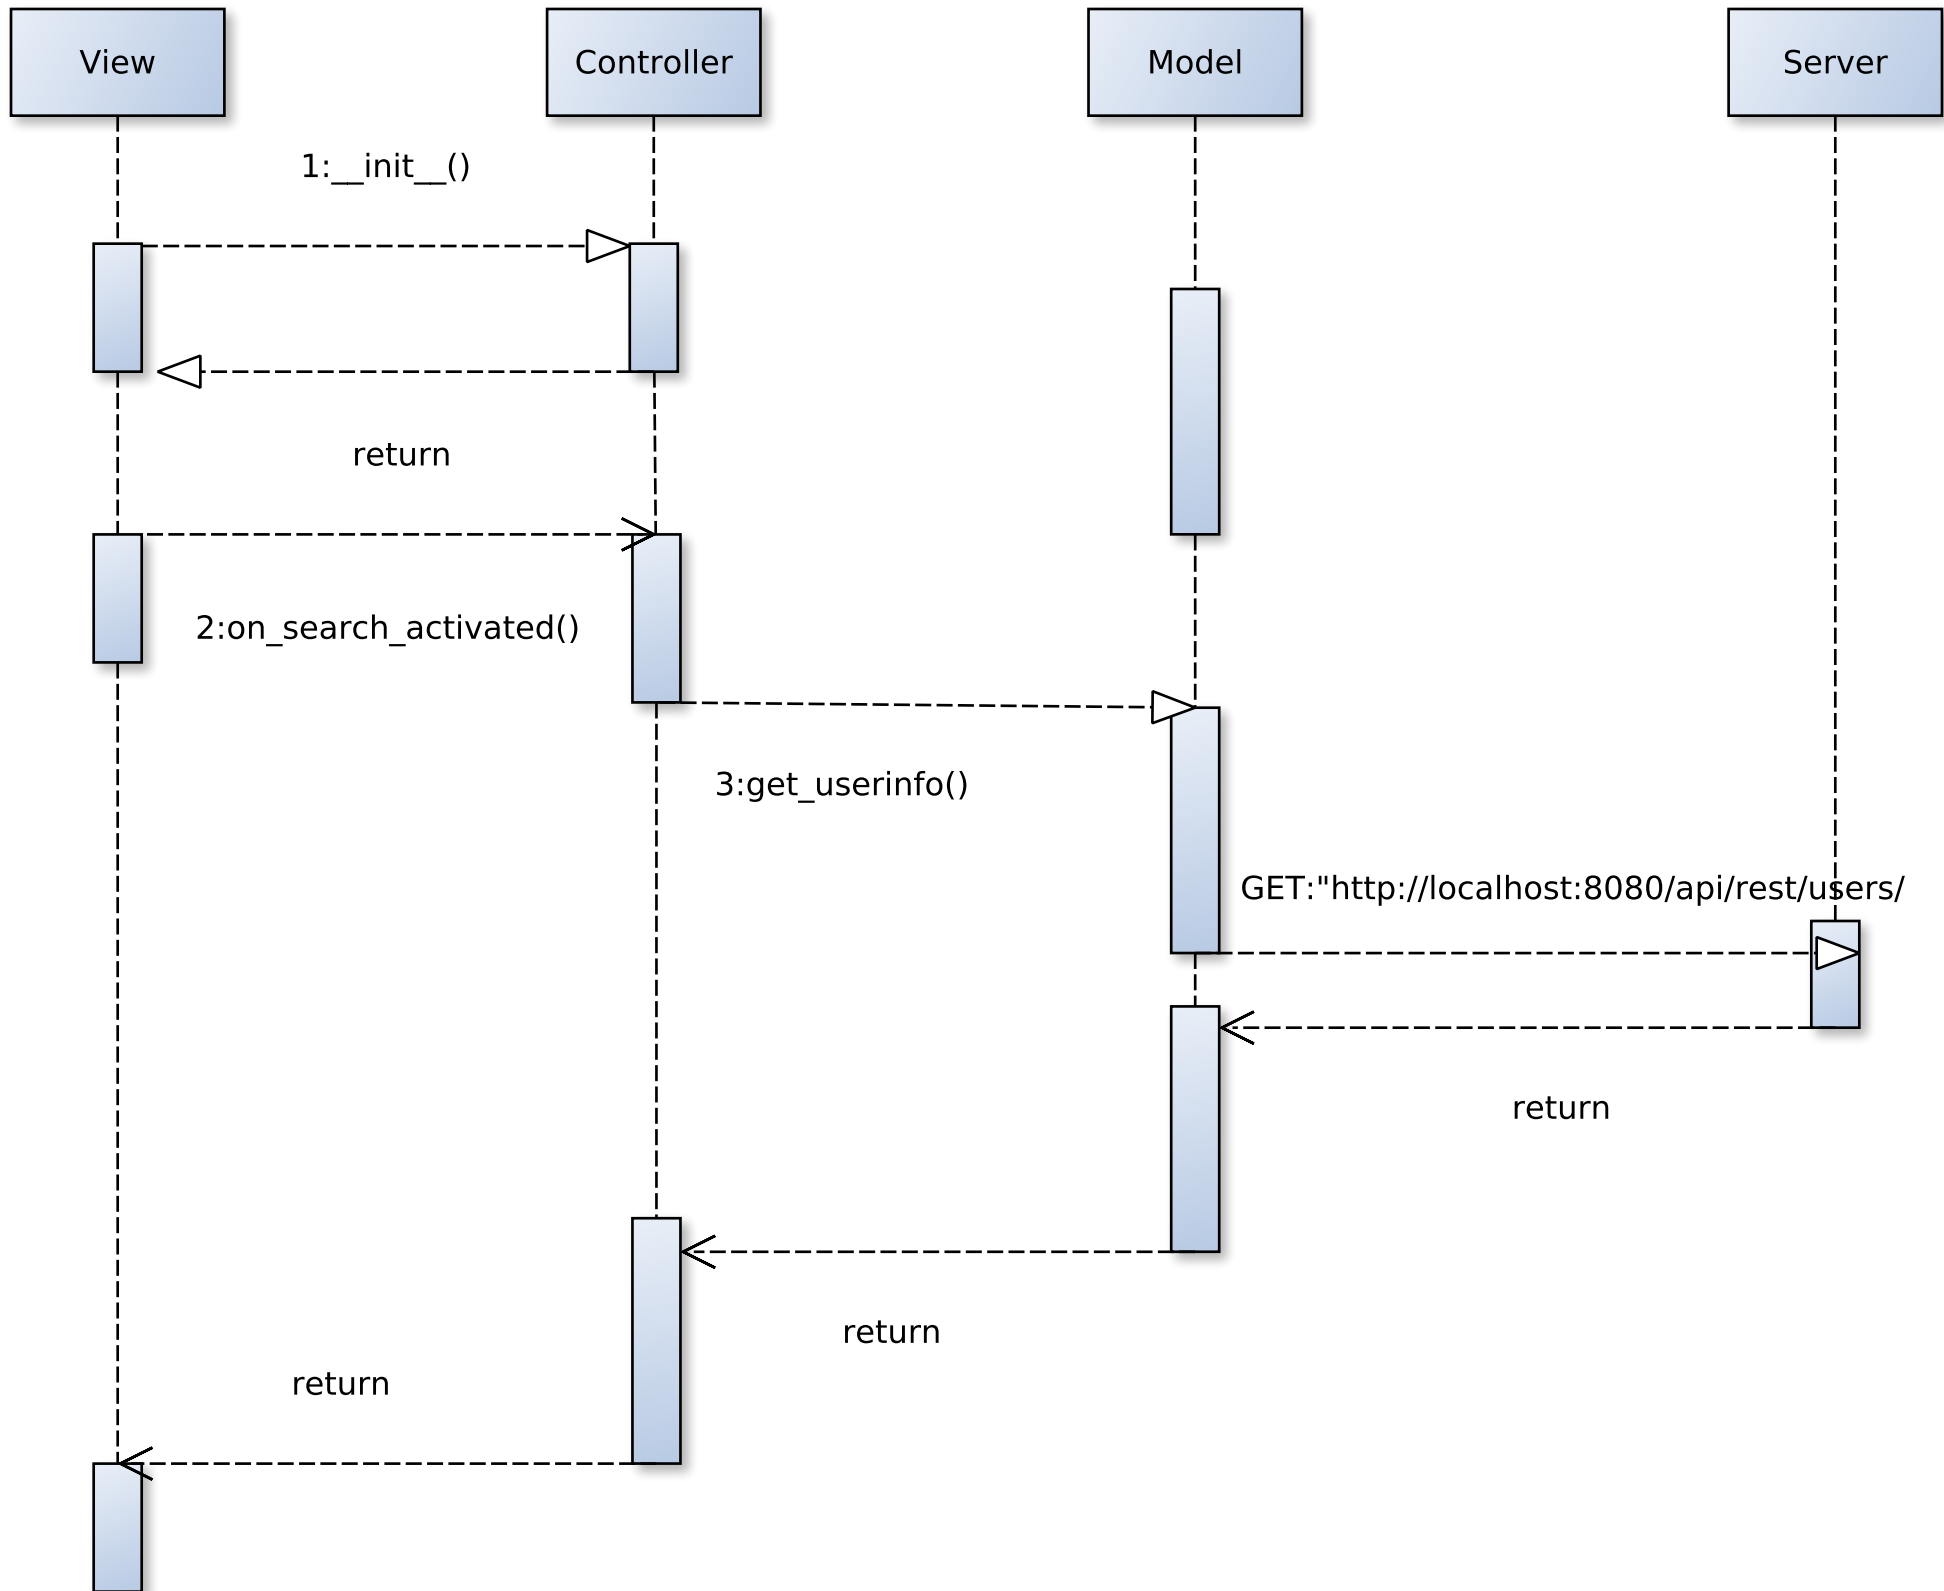 View
Controller
Model
Server
1:__init__()
return
2:on_search_activated()
3:get_userinfo()
GET:"http://localhost:8080/api/rest/users/
return
return
return